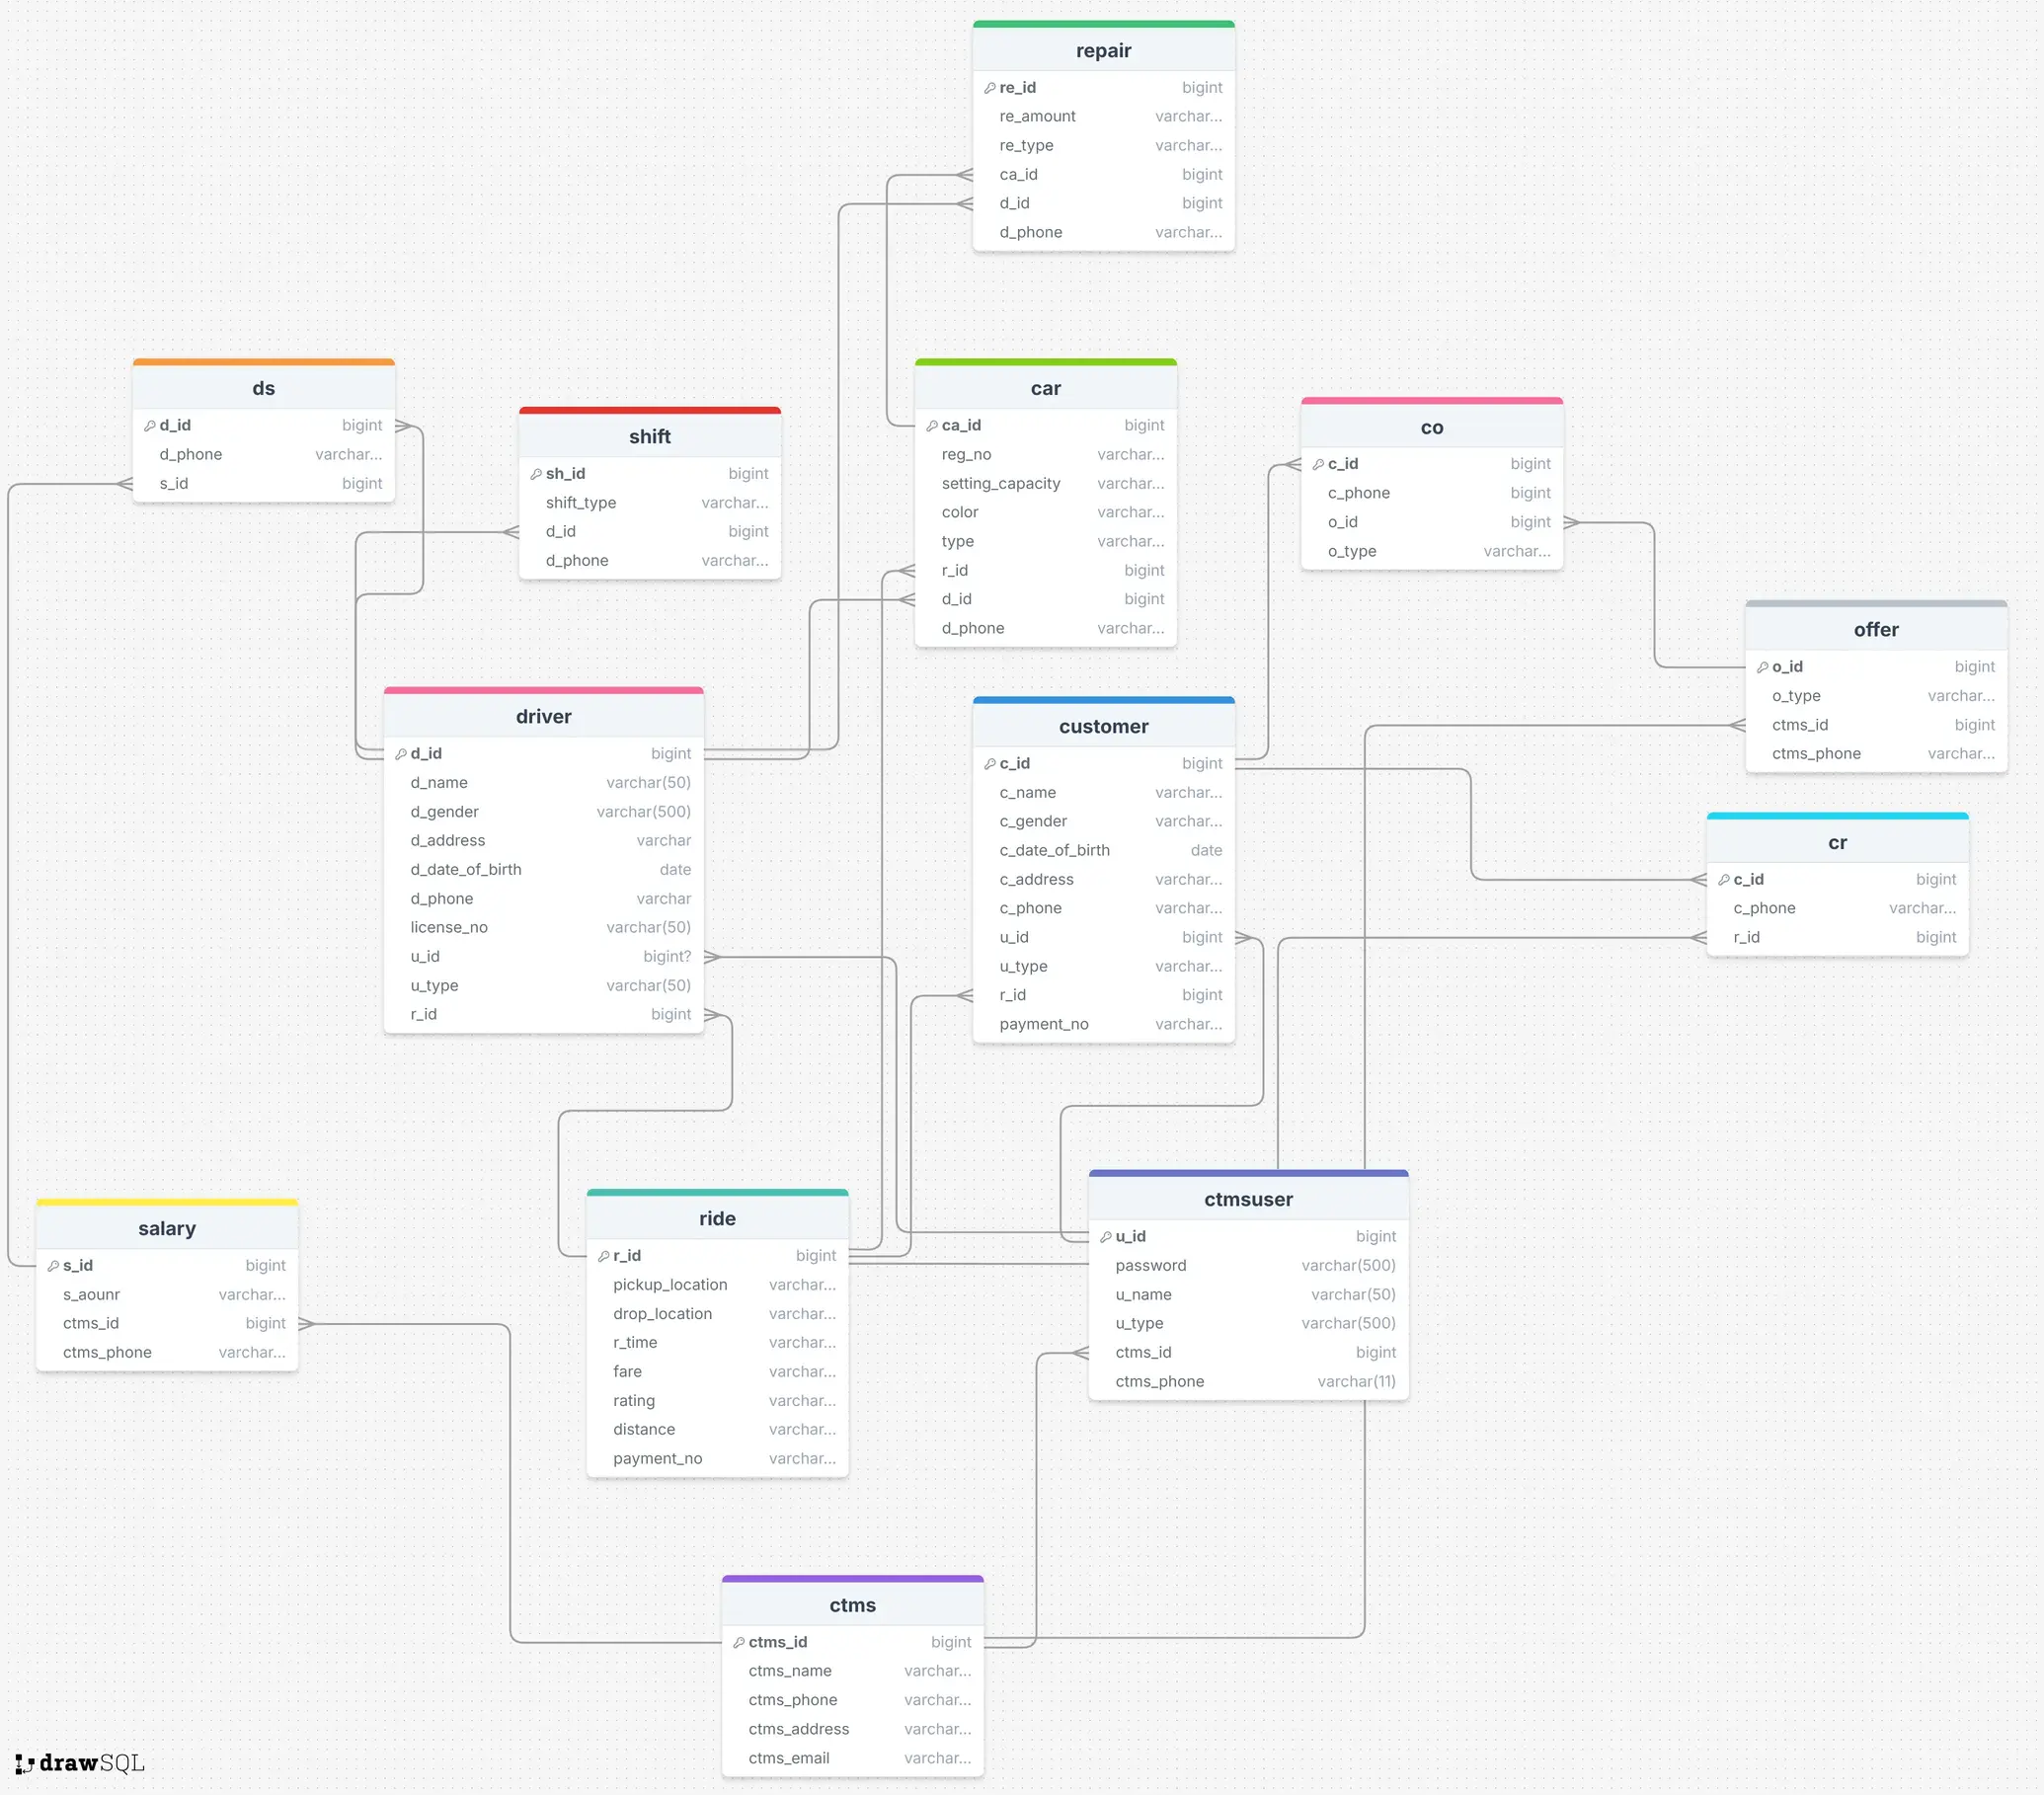 repair
re_id bigint
re_amount varchar...
re_type varchar...
ca_id bigint
d_id bigint
d_phone varchar...
ds
d_id bigint
d_phone varchar...
s_id bigint
shift
sh_id bigint
shift_type varchar...
d_id bigint
d_phone varchar...
car
ca_id bigint
reg_no varchar...
setting_capacity varchar...
color varchar...
type varchar...
r_id bigint
d_id bigint
d_phone varchar...
co
c_id bigint
c_phone bigint
o_id bigint
o_type varchar...
offer
o_id bigint
o_type varchar...
ctms_id bigint
ctms_phone varchar...
driver
d_id bigint
d_name varchar(50)
d_gender varchar(500)
d_address varchar
d_date_of_birth date
d_phone varchar
license_no varchar(50)
u_id bigint?
u_type varchar(50)
r_id bigint
customer
c_id bigint
c_name varchar...
c_gender varchar...
c_date_of_birth date
c_address varchar...
c_phone varchar...
u_id bigint
u_type varchar...
r_id bigint
payment_no varchar...
cr
c_id bigint
c_phone varchar...
r_id bigint
salary
s_id bigint
s_aounr varchar...
ctms_id bigint
ctms_phone varchar...
ride
r_id bigint
pickup_location varchar...
drop_location varchar...
r_time varchar...
fare varchar...
rating varchar...
distance varchar...
payment_no varchar...
ctmsuser
u_id bigint
password varchar(500)
u_name varchar(50)
u_type varchar(500)
ctms_id bigint
ctms_phone varchar(11)
ctms
ctms_id bigint
ctms_name varchar...
ctms_phone varchar...
ctms_address varchar...
ctms_email varchar...
drawSQL